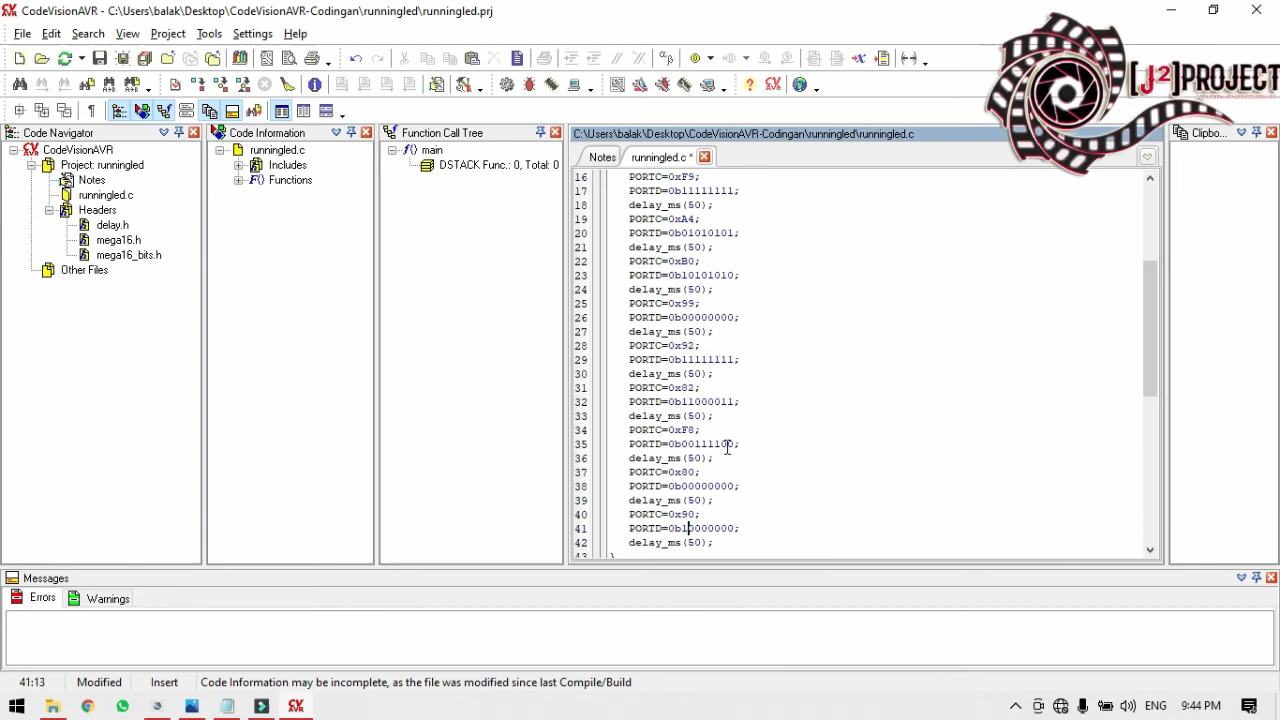 CodeVisionAVR - C:\Users\balak\Desktop\CodeVisionAVR-Codingan\runningled\runningled.prj
File Edit Search View Project Tools Settings Help
[J2]PROJECT
Code Navigator
CodeVisionAVR
Project: runningled
Notes
runningled.c
Headers
delay.h
mega16.h
mega16_bits.h
Other Files
Code Information
runningled.c
Includes
Functions
Function Call Tree
main
DSTACK Func.: 0, Total: 0
C:\Users\balak\Desktop\CodeVisionAVR-Codingan\runningled\runningled.c
Notes runningled.c *
16 PORTC=0xF9;
17 PORTD=0b11111111;
18 delay_ms(50);
19 PORTC=0xA4;
20 PORTD=0b01010101;
21 delay_ms(50);
22 PORTC=0xB0;
23 PORTD=0b10101010;
24 delay_ms(50);
25 PORTC=0x99;
26 PORTD=0b00000000;
27 delay_ms(50);
28 PORTC=0x92;
29 PORTD=0b11111111;
30 delay_ms(50);
31 PORTC=0x82;
32 PORTD=0b11000011;
33 delay_ms(50);
34 PORTC=0xF8;
35 PORTD=0b00111100;
36 delay_ms(50);
37 PORTC=0x80;
38 PORTD=0b00000000;
39 delay_ms(50);
40 PORTC=0x90;
41 PORTD=0b10000000;
42 delay_ms(50);
43 }
Clipbo...
Messages
Errors Warnings
41:13 Modified Insert Code Information may be incomplete, as the file was modified since last Compile/Build
ENG 9:44 PM